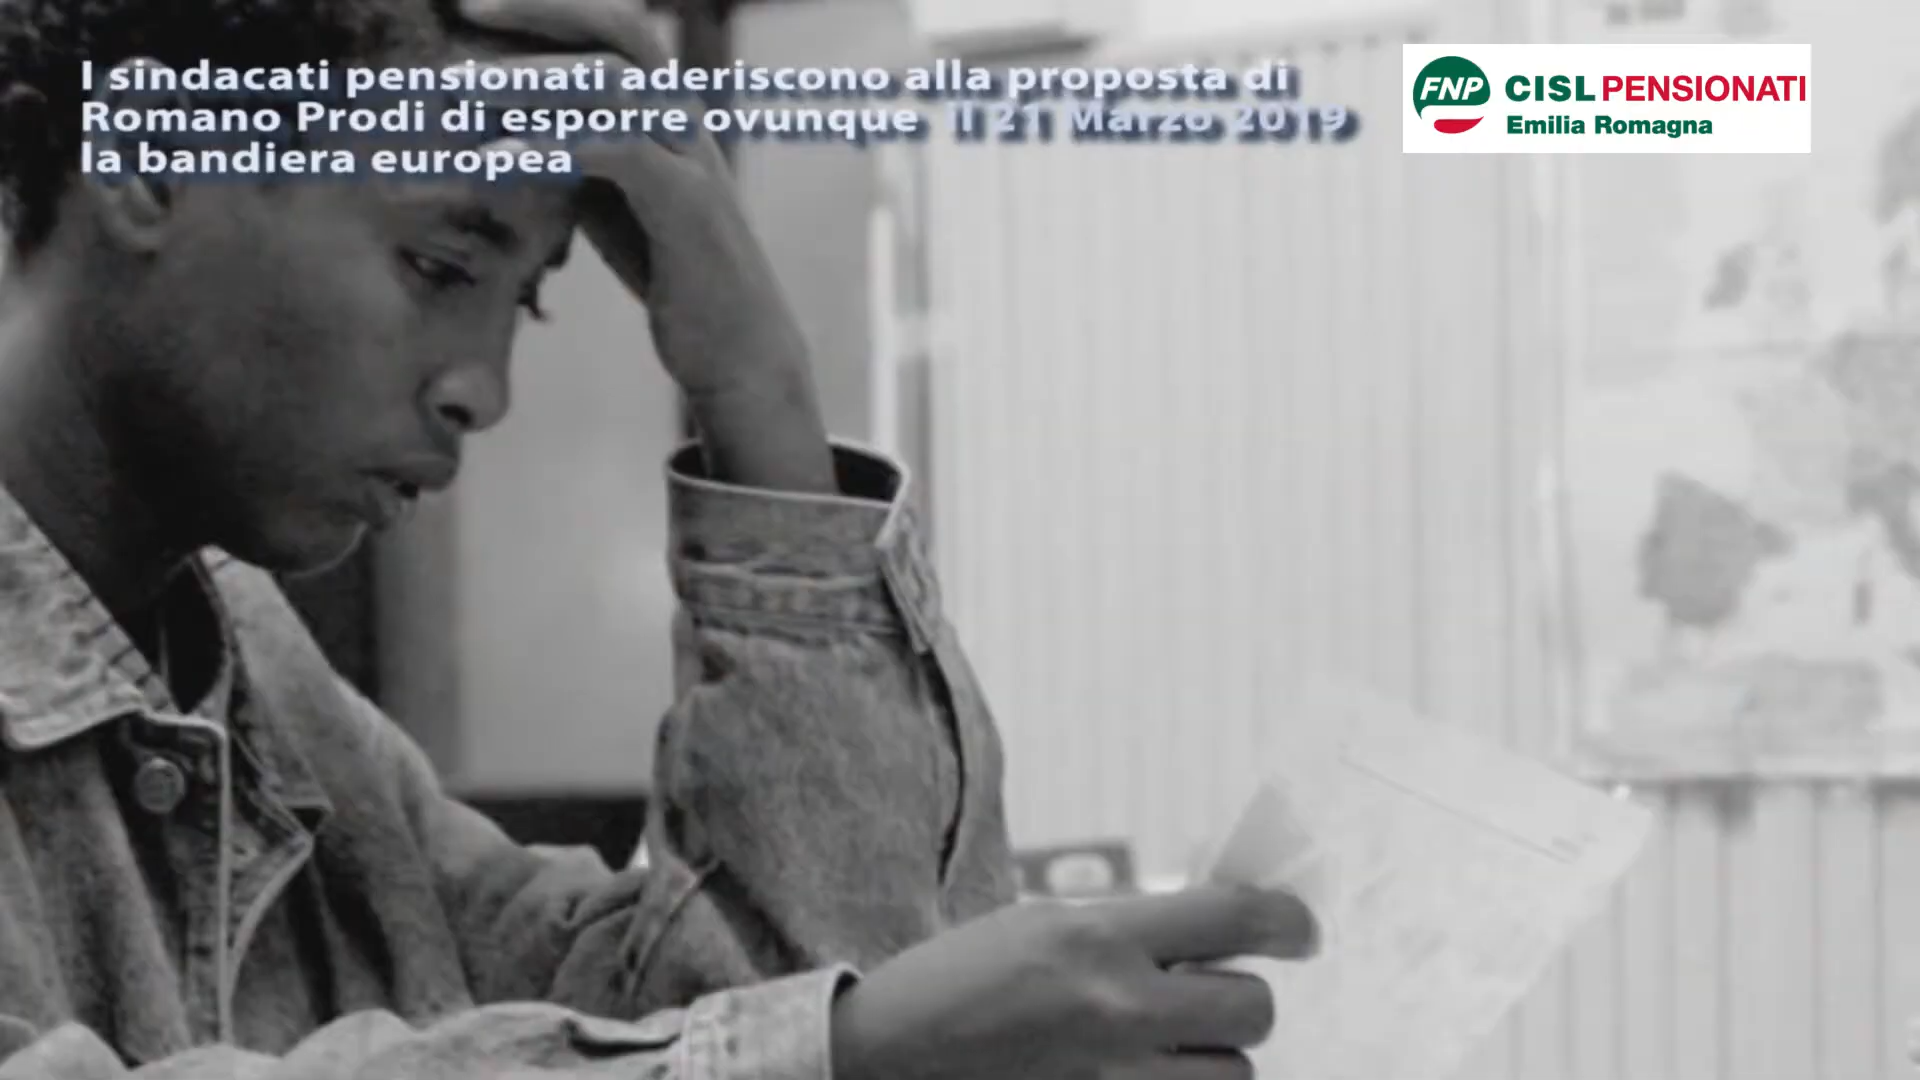 I sindacati pensionati aderiscono alla proposta di
Romano Prodi di esporre ovunque il 21 Marzo 2019
la bandiera europea
FNP CISL PENSIONATI
Emilia Romagna